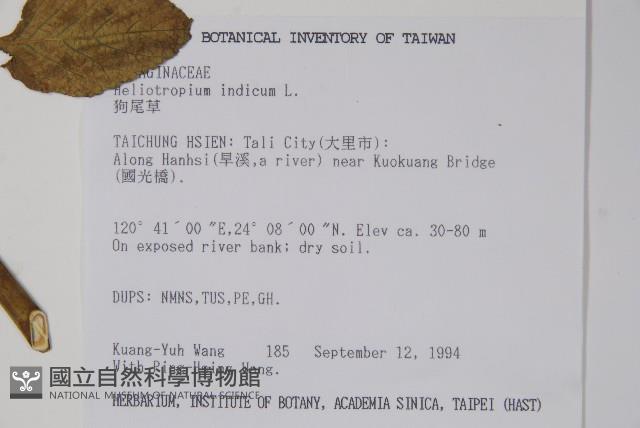 BOTANICAL INVENTORY OF TAIWAN
GINACEAE
Heliotropium indicum L.
狗尾草
TAICHUNG HSIEN: Tali City(大里市):
Along Hanhsi(旱溪,a river) near Kuokuang Bridge
(國光橋).
120° 41´00 ″E,24° 08´00 ″N. Elev ca. 30-80 m
On exposed river bank; dry soil.
DUPS: NMNS,TUS,PE,GH.
Kuang-Yuh Wang 185 September 12, 1994
With
國立自然科學博物館
NATIONAL MUSEUM OF NATURAL SCIENCE
HERBARIUM, INSTITUTE OF BOTANY, ACADEMIA SINICA, TAIPEI (HAST)